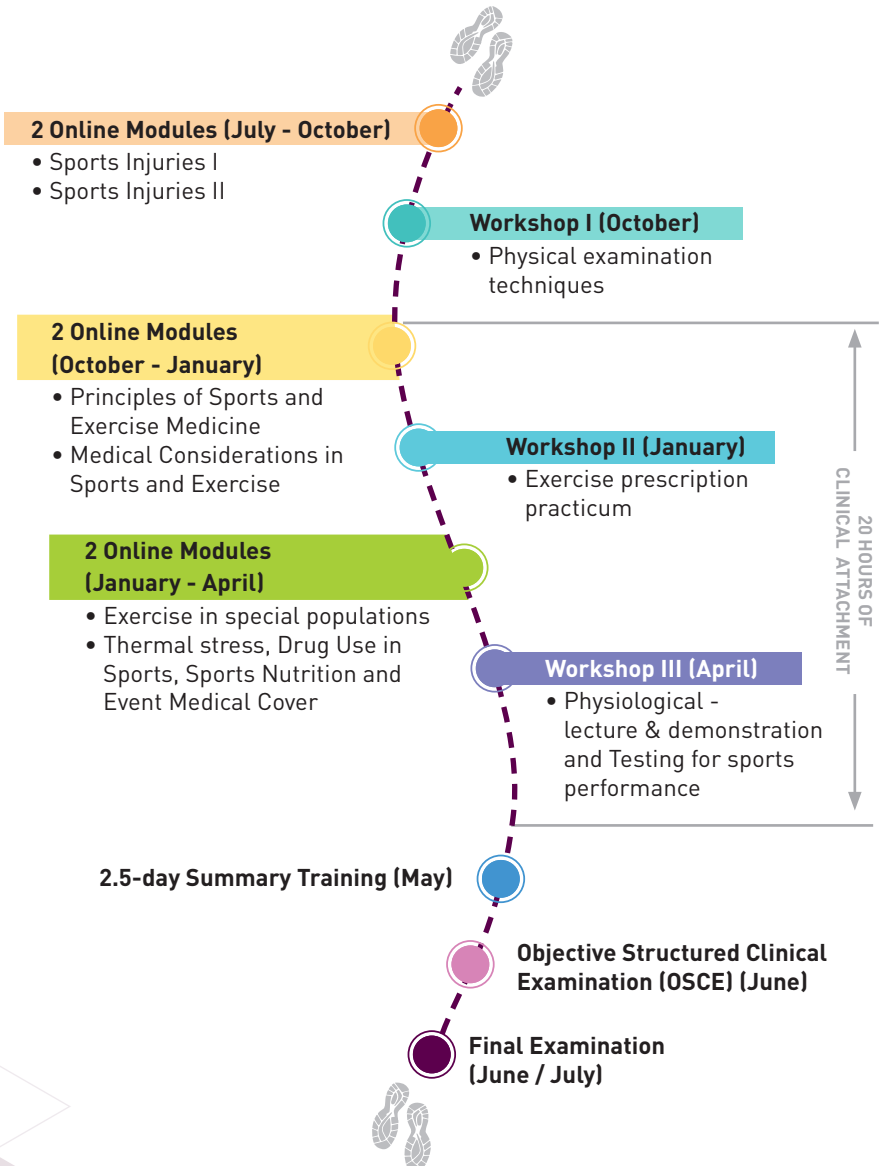 2 Online Modules (July - October)
• Sports Injuries I
• Sports Injuries II
Workshop I (October)
• Physical examination
techniques
2 Online Modules
(October - January)
• Principles of Sports and
Exercise Medicine
• Medical Considerations in
Sports and Exercise
Workshop II (January)
• Exercise prescription
practicum
2 Online Modules
(January - April)
• Exercise in special populations
• Thermal stress, Drug Use in
Sports, Sports Nutrition and
Event Medical Cover
Workshop III (April)
• Physiological -
lecture & demonstration
and Testing for sports
performance
20 HOURS OF
CLINICAL ATTACHMENT
2.5-day Summary Training (May)
Objective Structured Clinical
Examination (OSCE) (June)
Final Examination
(June / July)